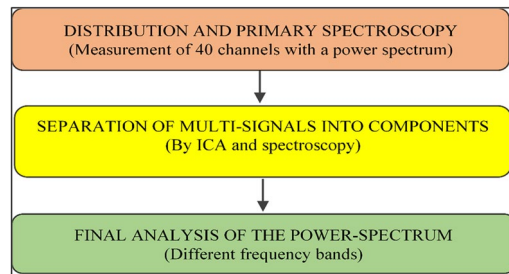 DISTRIBUTION AND PRIMARY SPECTROSCOPY
(Measurement of 40 channels with a power spectrum)
SEPARATION OF MULTI-SIGNALS INTO COMPONENTS
(By ICA and spectroscopy)
FINAL ANALYSIS OF THE POWER-SPECTRUM
(Different frequency bands)